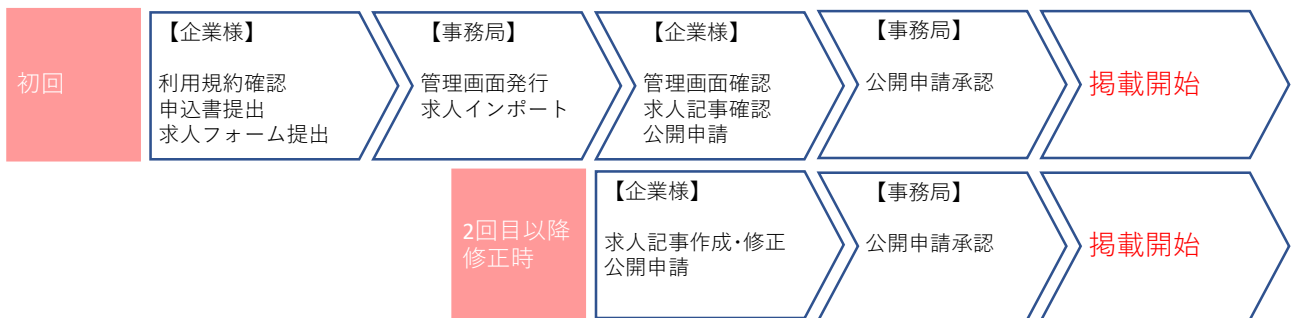 初回
【企業様】
利用規約確認
申込書提出
求人フォーム提出
【事務局】
管理画面発行
求人インポート
【企業様】
管理画面確認
求人記事確認
公開申請
【事務局】
公開申請承認
掲載開始
2回目以降
修正時
【企業様】
求人記事作成・修正
公開申請
【事務局】
公開申請承認
掲載開始